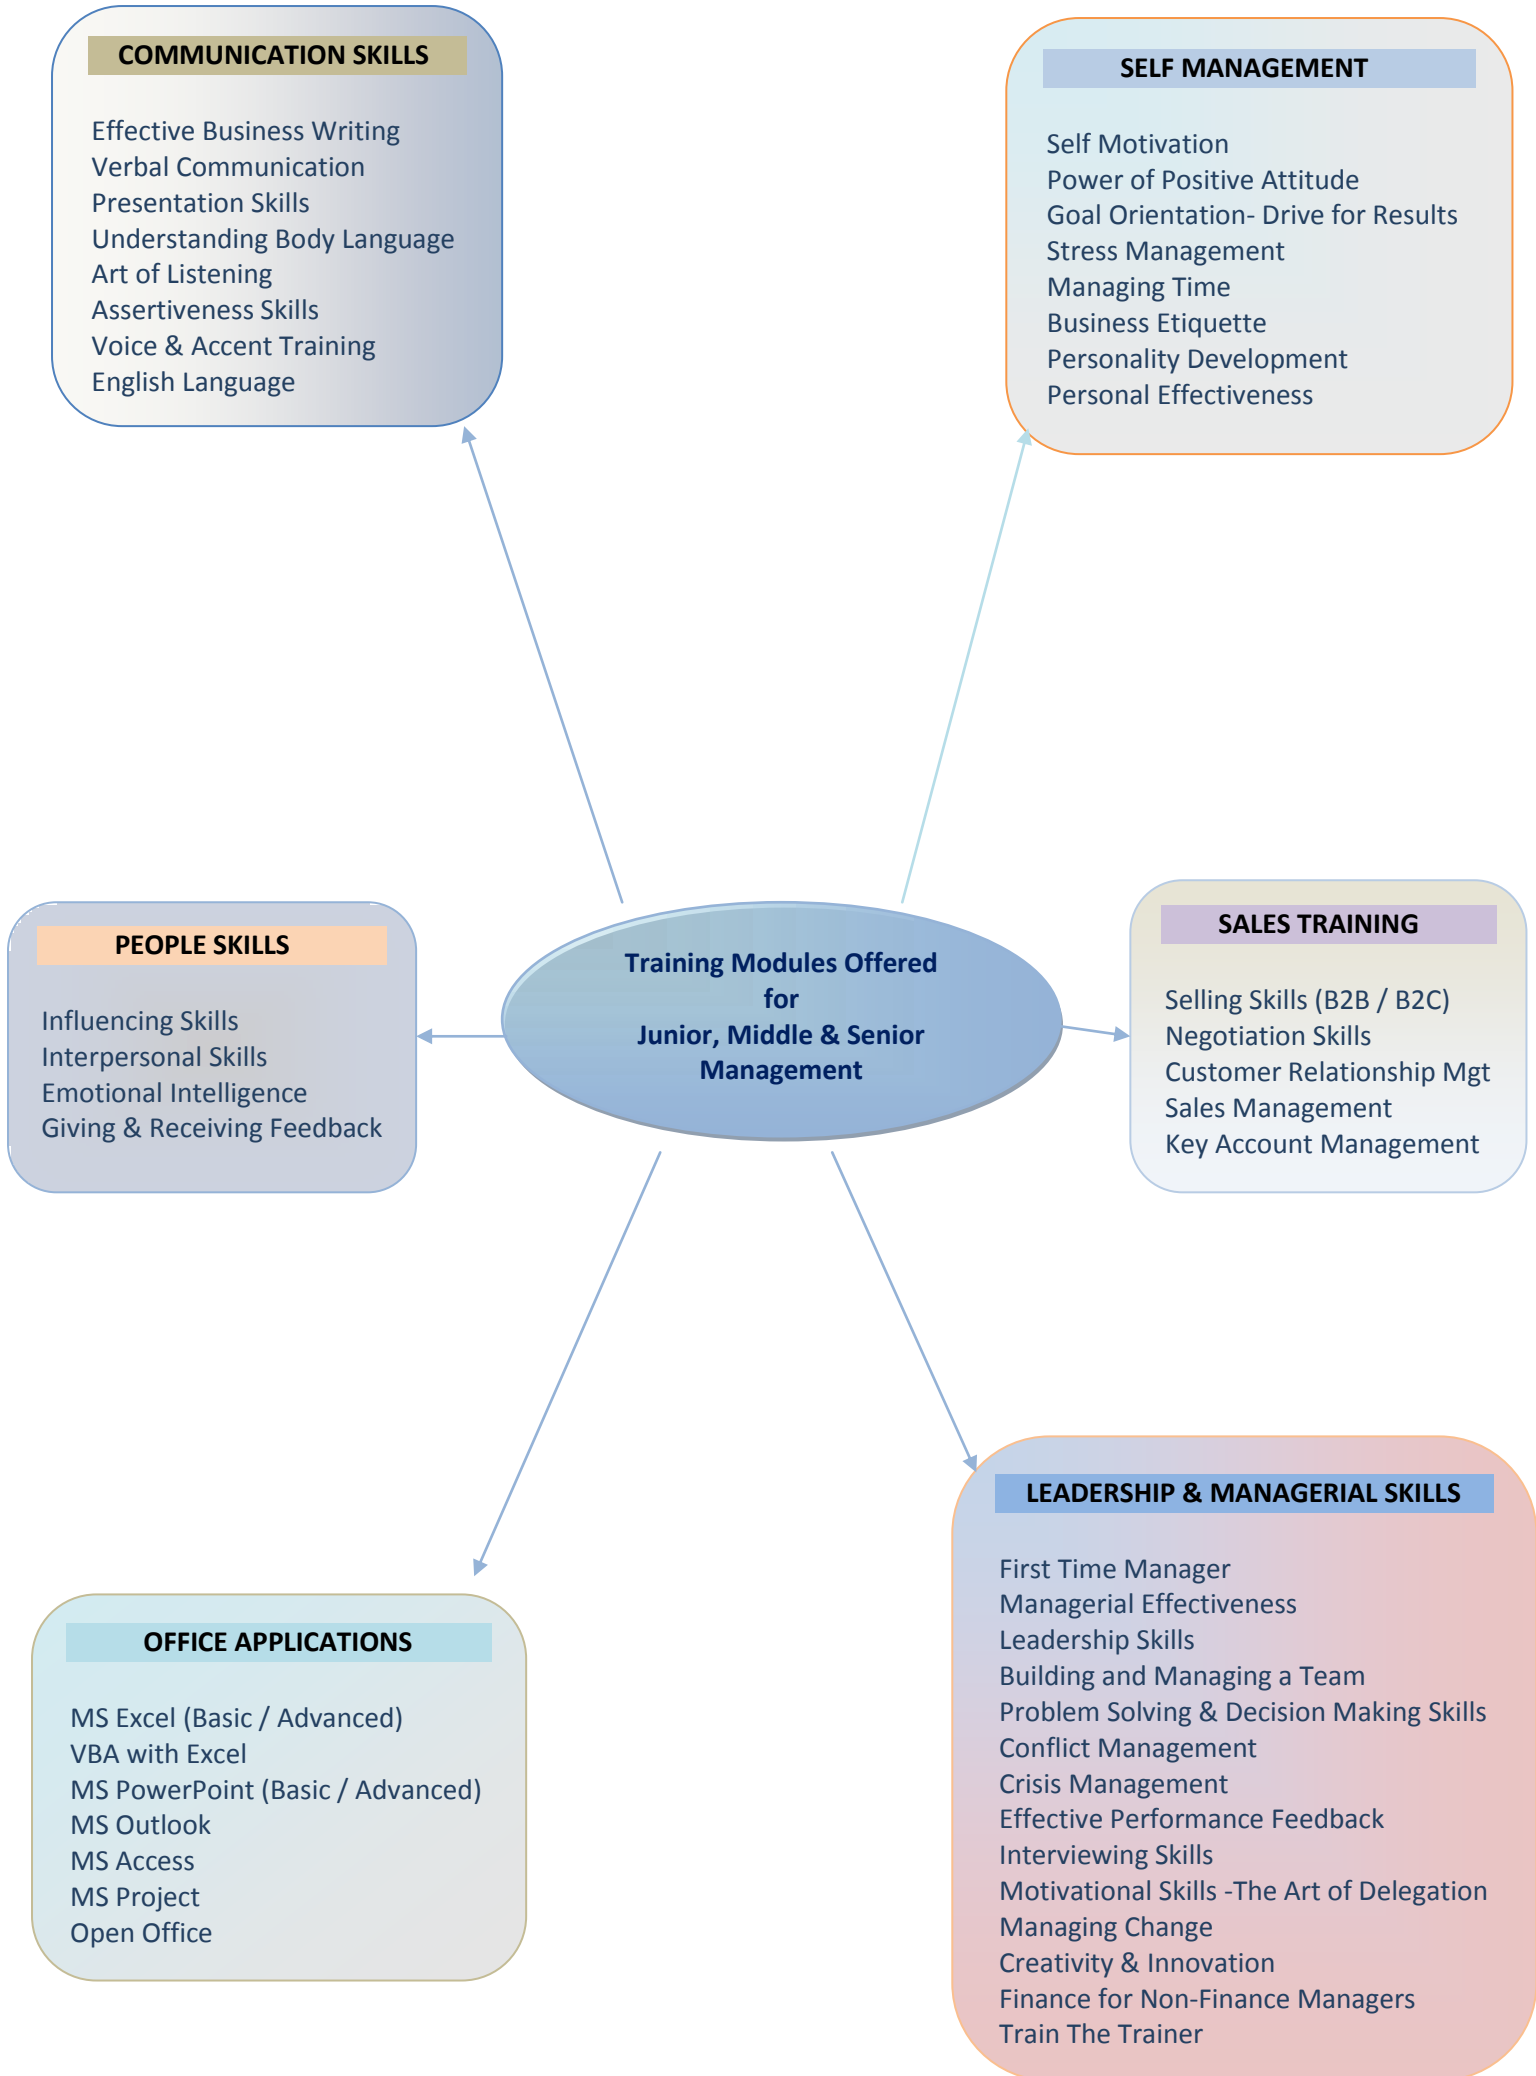 COMMUNICATION SKILLS
Effective Business Writing
Verbal Communication
Presentation Skills
Understanding Body Language
Art of Listening
Assertiveness Skills
Voice & Accent Training
English Language
SELF MANAGEMENT
Self Motivation
Power of Positive Attitude
Goal Orientation- Drive for Results
Stress Management
Managing Time
Business Etiquette
Personality Development
Personal Effectiveness
PEOPLE SKILLS
Influencing Skills
Interpersonal Skills
Emotional Intelligence
Giving & Receiving Feedback
Training Modules Offered
for
Junior, Middle & Senior
Management
SALES TRAINING
Selling Skills (B2B / B2C)
Negotiation Skills
Customer Relationship Mgt
Sales Management
Key Account Management
OFFICE APPLICATIONS
MS Excel (Basic / Advanced)
VBA with Excel
MS PowerPoint (Basic / Advanced)
MS Outlook
MS Access
MS Project
Open Office
LEADERSHIP & MANAGERIAL SKILLS
First Time Manager
Managerial Effectiveness
Leadership Skills
Building and Managing a Team
Problem Solving & Decision Making Skills
Conflict Management
Crisis Management
Effective Performance Feedback
Interviewing Skills
Motivational Skills -The Art of Delegation
Managing Change
Creativity & Innovation
Finance for Non-Finance Managers
Train The Trainer